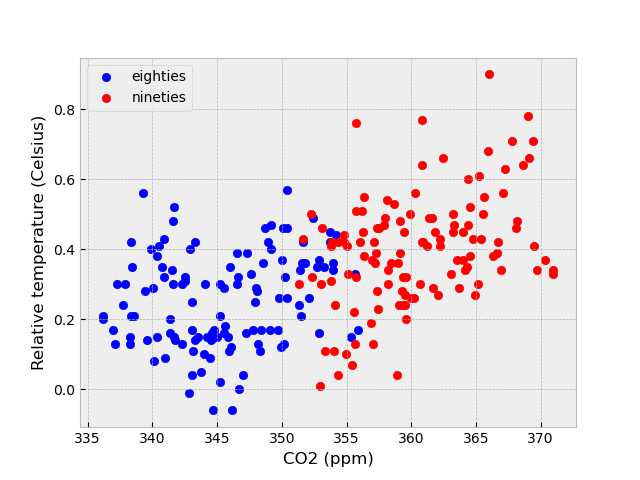 eighties
nineties
Relative temperature (Celsius)
0.8
0.6
0.4
0.2
0.0
335 340 345 350 355 360 365 370
CO2 (ppm)